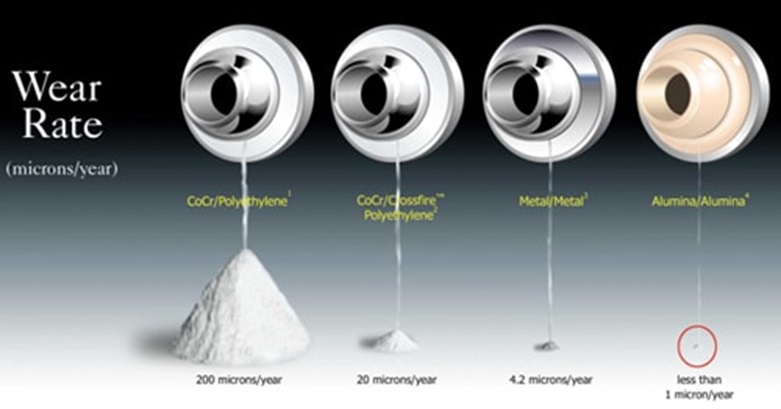 Wear
Rate
(microns/year)
CoCr/Polyethylene¹
CoCr/Crossfire™
Polyethylene²
Metal/Metal³
Alumina/Alumina⁴
200 microns/year
20 microns/year
4.2 microns/year
less than
1 micron/year